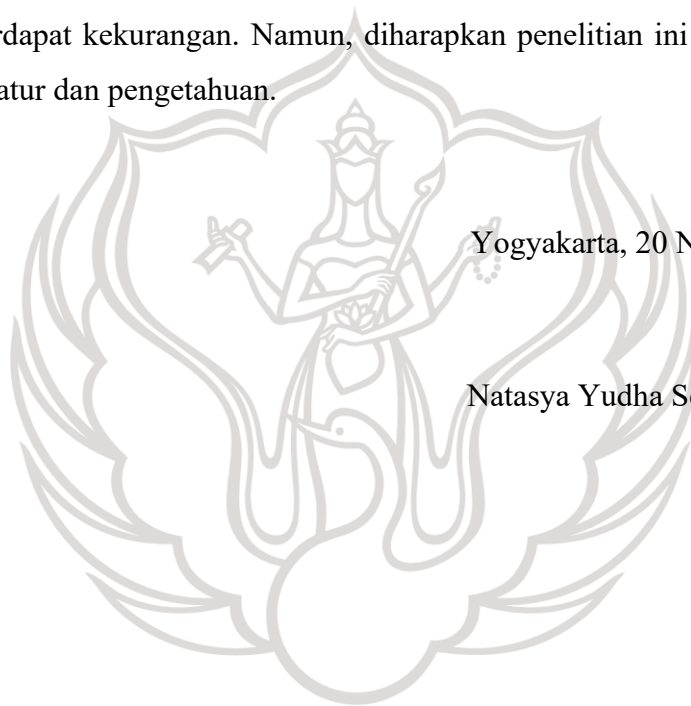 rdapat kekurangan. Namun, diharapkan penelitian ini
atur dan pengetahuan.
Yogyakarta, 20 N
Natasya Yudha S